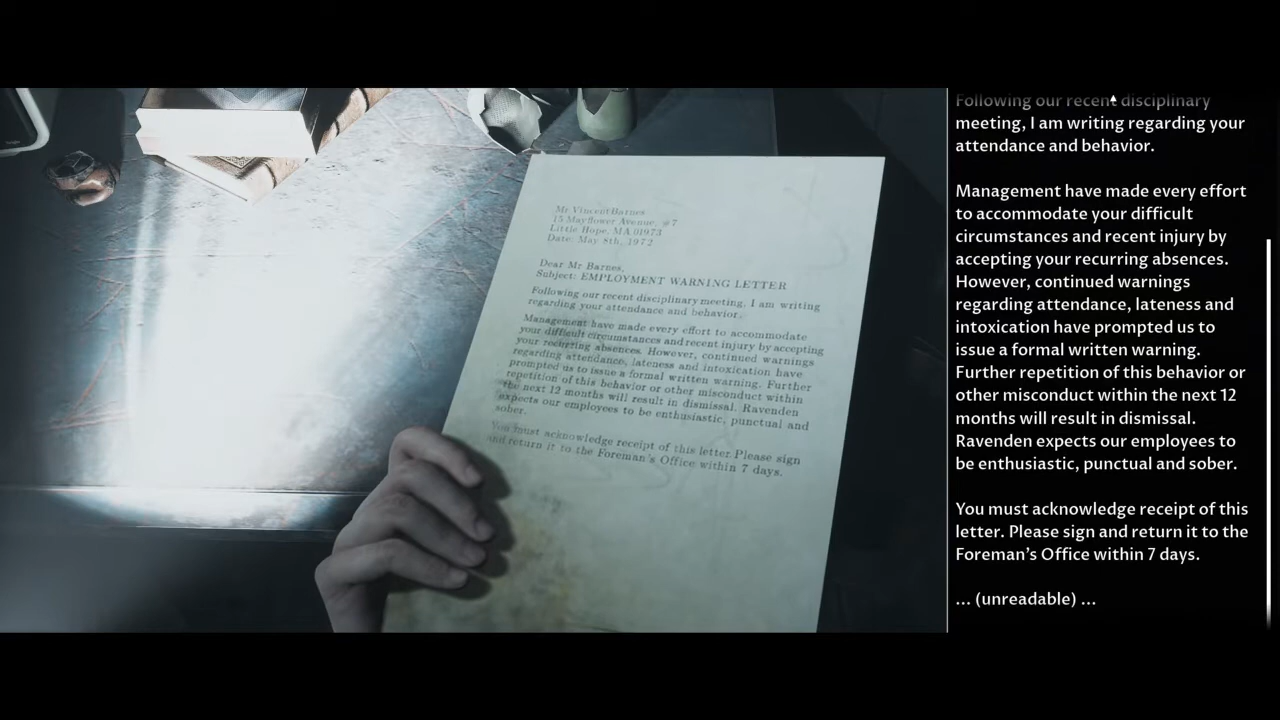 Mr Vincent Barnes
15 Mayflower Avenue, #7
Little Hope, MA 01973
Date: May 8th, 1972
Dear Mr Barnes,
Subject: EMPLOYMENT WARNING LETTER
Following our recent disciplinary meeting, I am writing
regarding your attendance and behavior.
Management have made every effort to accommodate
your difficult circumstances and recent injury by accepting
your recurring absences. However, continued warnings
regarding attendance, lateness and intoxication have
prompted us to issue a formal written warning. Further
repetition of this behavior or other misconduct within
the next 12 months will result in dismissal. Ravenden
expects our employees to be enthusiastic, punctual and
sober.
You must acknowledge receipt of this letter. Please sign
and return it to the Foreman's Office within 7 days.
Following our recent disciplinary
meeting, I am writing regarding your
attendance and behavior.
Management have made every effort
to accommodate your difficult
circumstances and recent injury by
accepting your recurring absences.
However, continued warnings
regarding attendance, lateness and
intoxication have prompted us to
issue a formal written warning.
Further repetition of this behavior or
other misconduct within the next 12
months will result in dismissal.
Ravenden expects our employees to
be enthusiastic, punctual and sober.
You must acknowledge receipt of this
letter. Please sign and return it to the
Foreman's Office within 7 days.
... (unreadable) ...